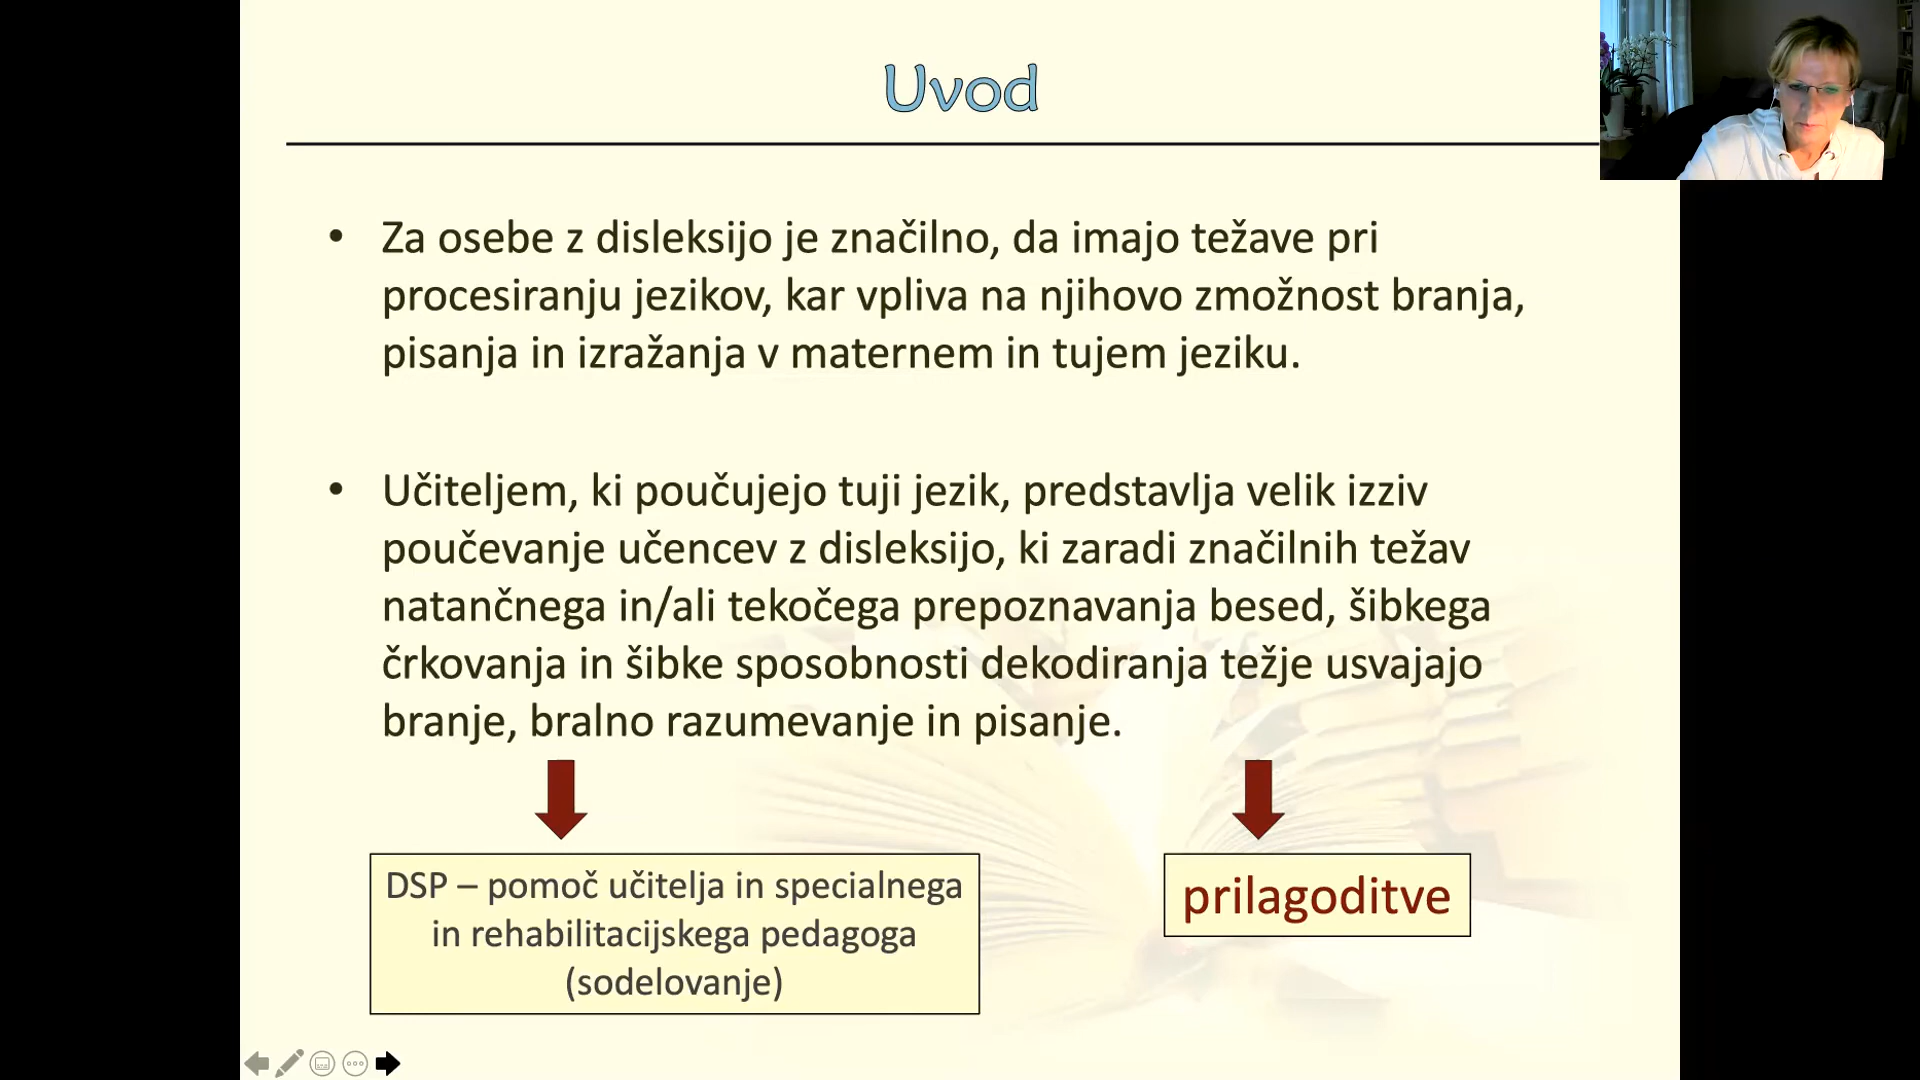 Uvod
• Za osebe z disleksijo je značilno, da imajo težave pri
procesiranju jezikov, kar vpliva na njihovo zmožnost branja,
pisanja in izražanja v maternem in tujem jeziku.
• Učiteljem, ki poučujejo tuji jezik, predstavlja velik izziv
poučevanje učencev z disleksijo, ki zaradi značilnih težav
natančnega in/ali tekočega prepoznavanja besed, šibkega
črkovanja in šibke sposobnosti dekodiranja težje usvajajo
branje, bralno razumevanje in pisanje.
DSP – pomoč učitelja in specialnega
in rehabilitacijskega pedagoga
(sodelovanje)
prilagoditve